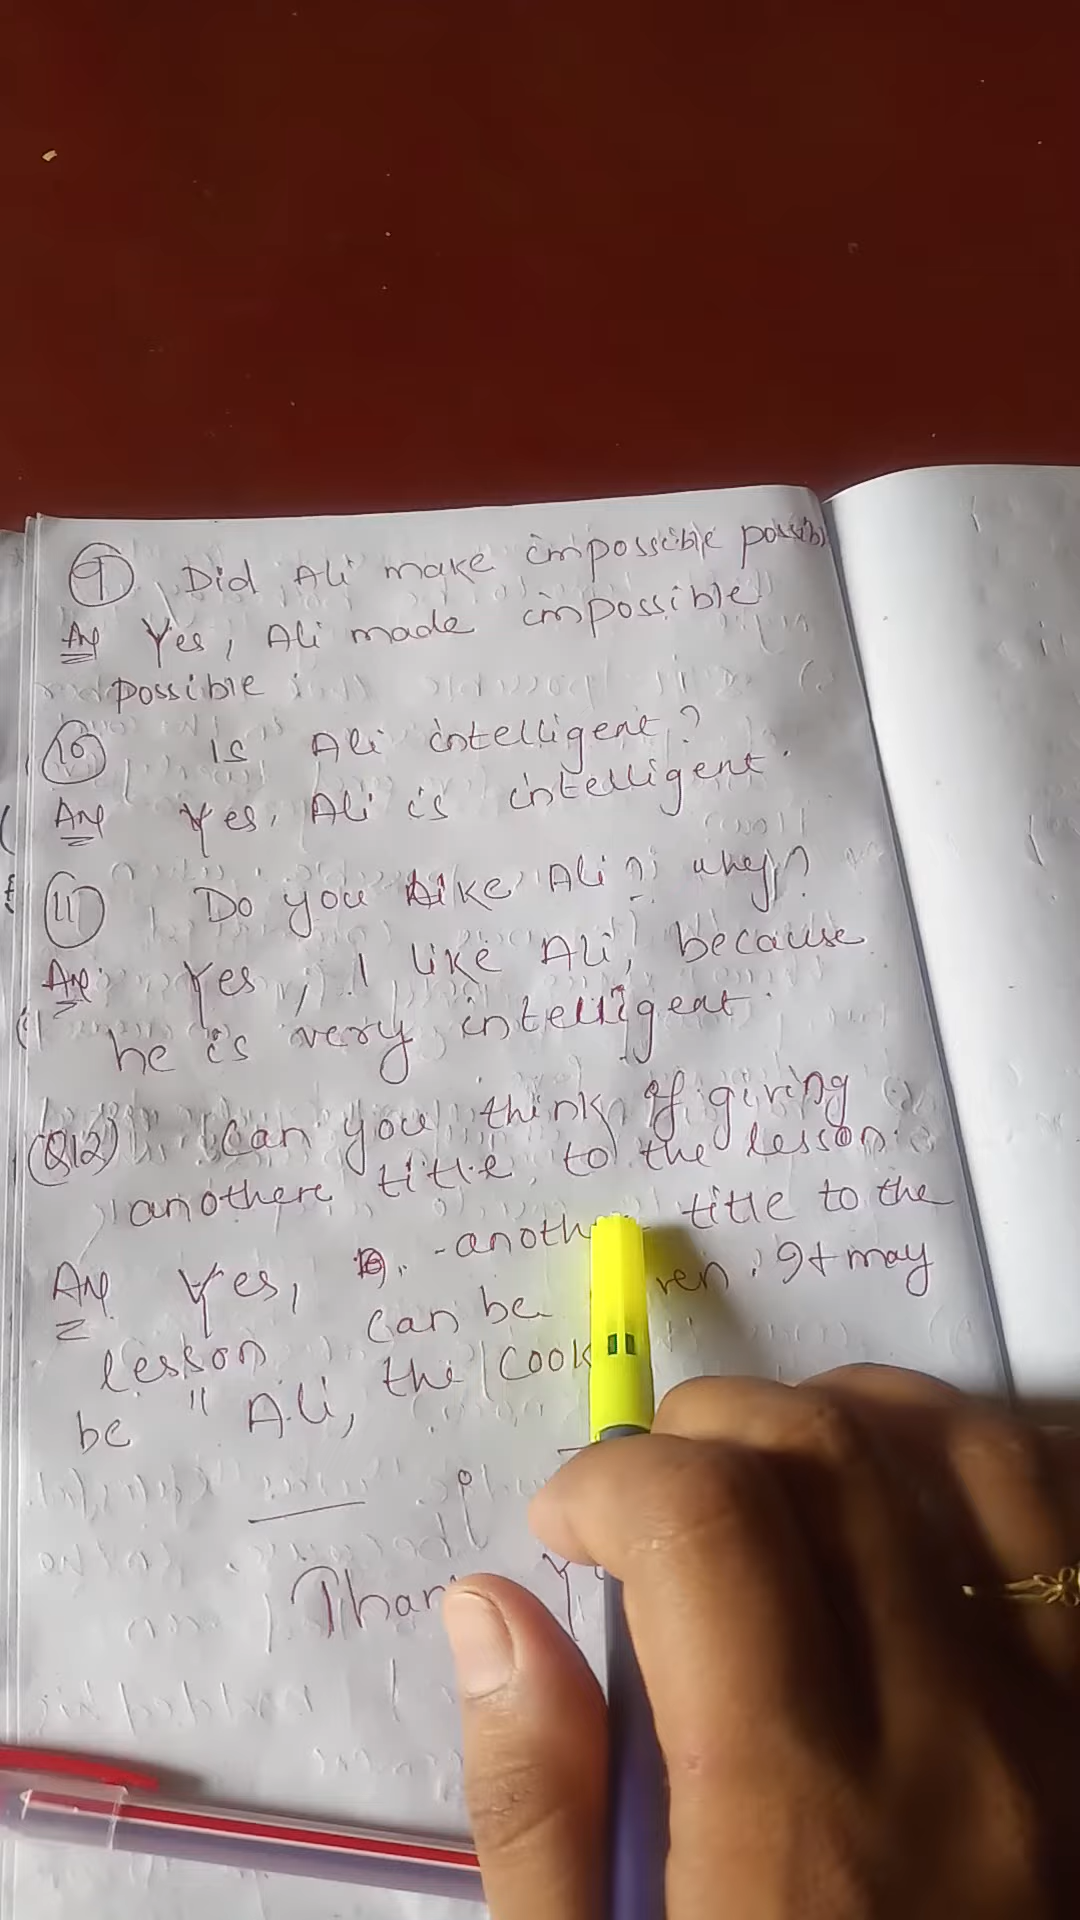 9 Did Ali make impossible possib
Ans Yes, Ali made impossible
possible.
10 Is Ali intelligent?
Ans Yes, Ali is intelligent.
11 Do you like Ali? why?
Ans: Yes, I like Ali, because
he is very intelligent.
Q12) Can you think of giving
anothere title to the lesson.
Ans Yes, anoth title to the
lesson can be ven. It may
be "Ali, the Cook
Than Y